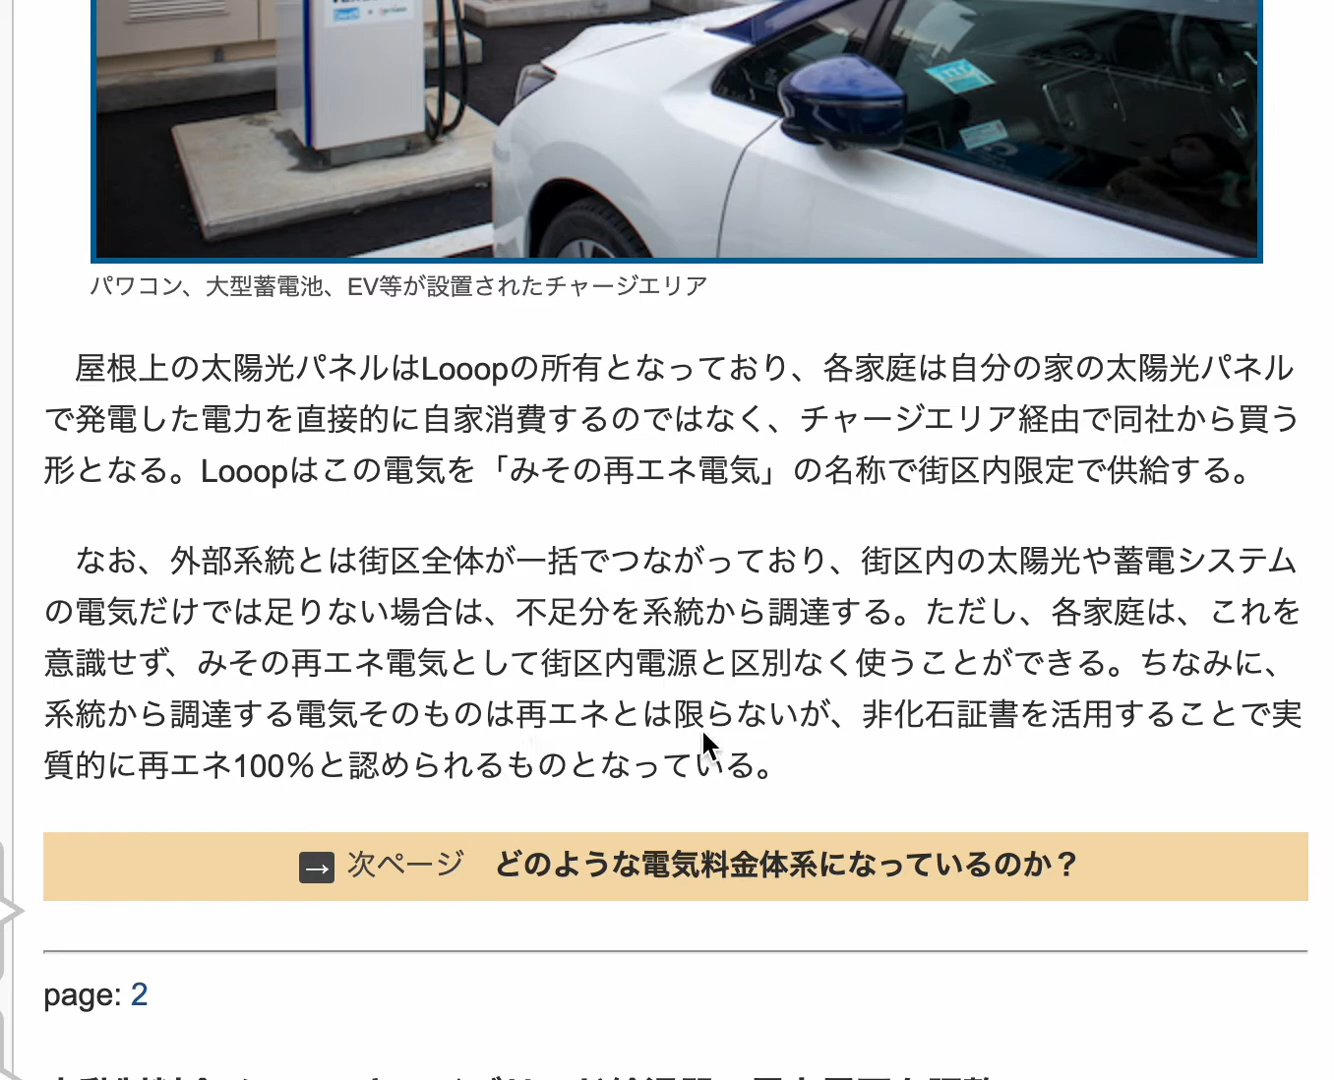 パワコン、大型蓄電池、EV等が設置されたチャージエリア
屋根上の太陽光パネルはLooopの所有となっており、各家庭は自分の家の太陽光パネル
で発電した電力を直接的に自家消費するのではなく、チャージエリア経由で同社から買う
形となる。Looopはこの電気を「みその再エネ電気」の名称で街区内限定で供給する。
なお、外部系統とは街区全体が一括でつながっており、街区内の太陽光や蓄電システム
の電気だけでは足りない場合は、不足分を系統から調達する。ただし、各家庭は、これを
意識せず、みその再エネ電気として街区内電源と区別なく使うことができる。ちなみに、
系統から調達する電気そのものは再エネとは限らないが、非化石証書を活用することで実
質的に再エネ100%と認められるものとなっている。
→ 次ページ どのような電気料金体系になっているのか？
page: 2